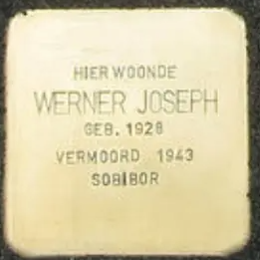 HIER WOONDE
WERNER JOSEPH
GEB. 1928
VERMOORD 1943
SOBIBOR